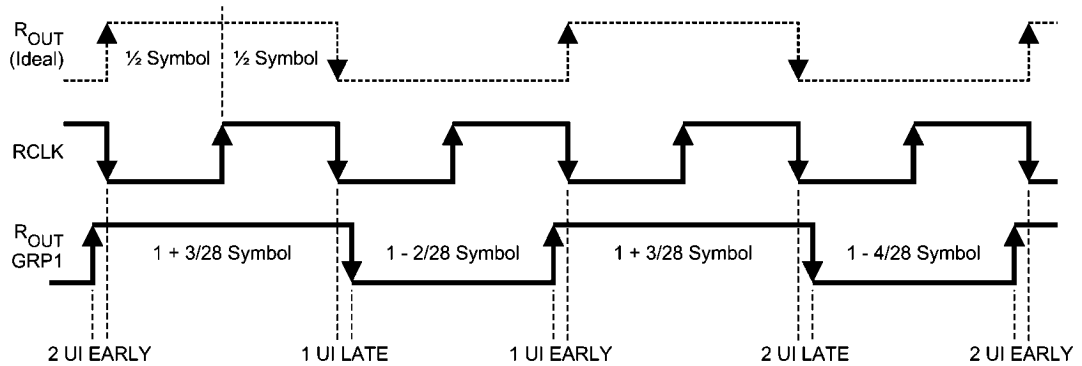 R_OUT
(Ideal)
½ Symbol
½ Symbol
RCLK
R_OUT
GRP1
1 + 3/28 Symbol
1 - 2/28 Symbol
1 + 3/28 Symbol
1 - 4/28 Symbol
2 UI EARLY
1 UI LATE
1 UI EARLY
2 UI LATE
2 UI EARLY